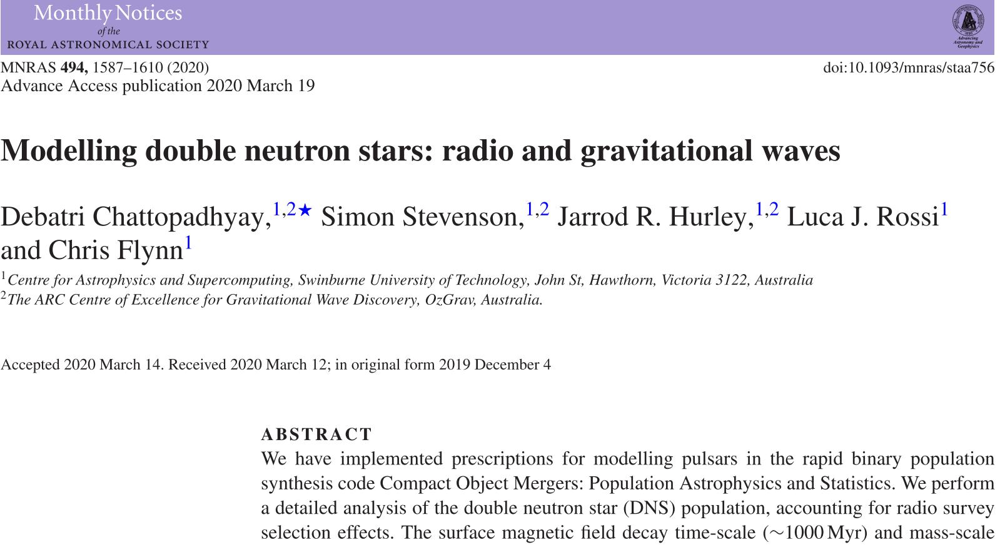 Monthly Notices
of the
ROYAL ASTRONOMICAL SOCIETY
Advancing
Astronomy and
Geophysics
MNRAS 494, 1587–1610 (2020)
doi:10.1093/mnras/staa756
Advance Access publication 2020 March 19
Modelling double neutron stars: radio and gravitational waves
Debatri Chattopadhyay,1,2★ Simon Stevenson,1,2 Jarrod R. Hurley,1,2 Luca J. Rossi1
and Chris Flynn1
1Centre for Astrophysics and Supercomputing, Swinburne University of Technology, John St, Hawthorn, Victoria 3122, Australia
2The ARC Centre of Excellence for Gravitational Wave Discovery, OzGrav, Australia.
Accepted 2020 March 14. Received 2020 March 12; in original form 2019 December 4
ABSTRACT
We have implemented prescriptions for modelling pulsars in the rapid binary population
synthesis code Compact Object Mergers: Population Astrophysics and Statistics. We perform
a detailed analysis of the double neutron star (DNS) population, accounting for radio survey
selection effects. The surface magnetic field decay time-scale (∼1000 Myr) and mass-scale